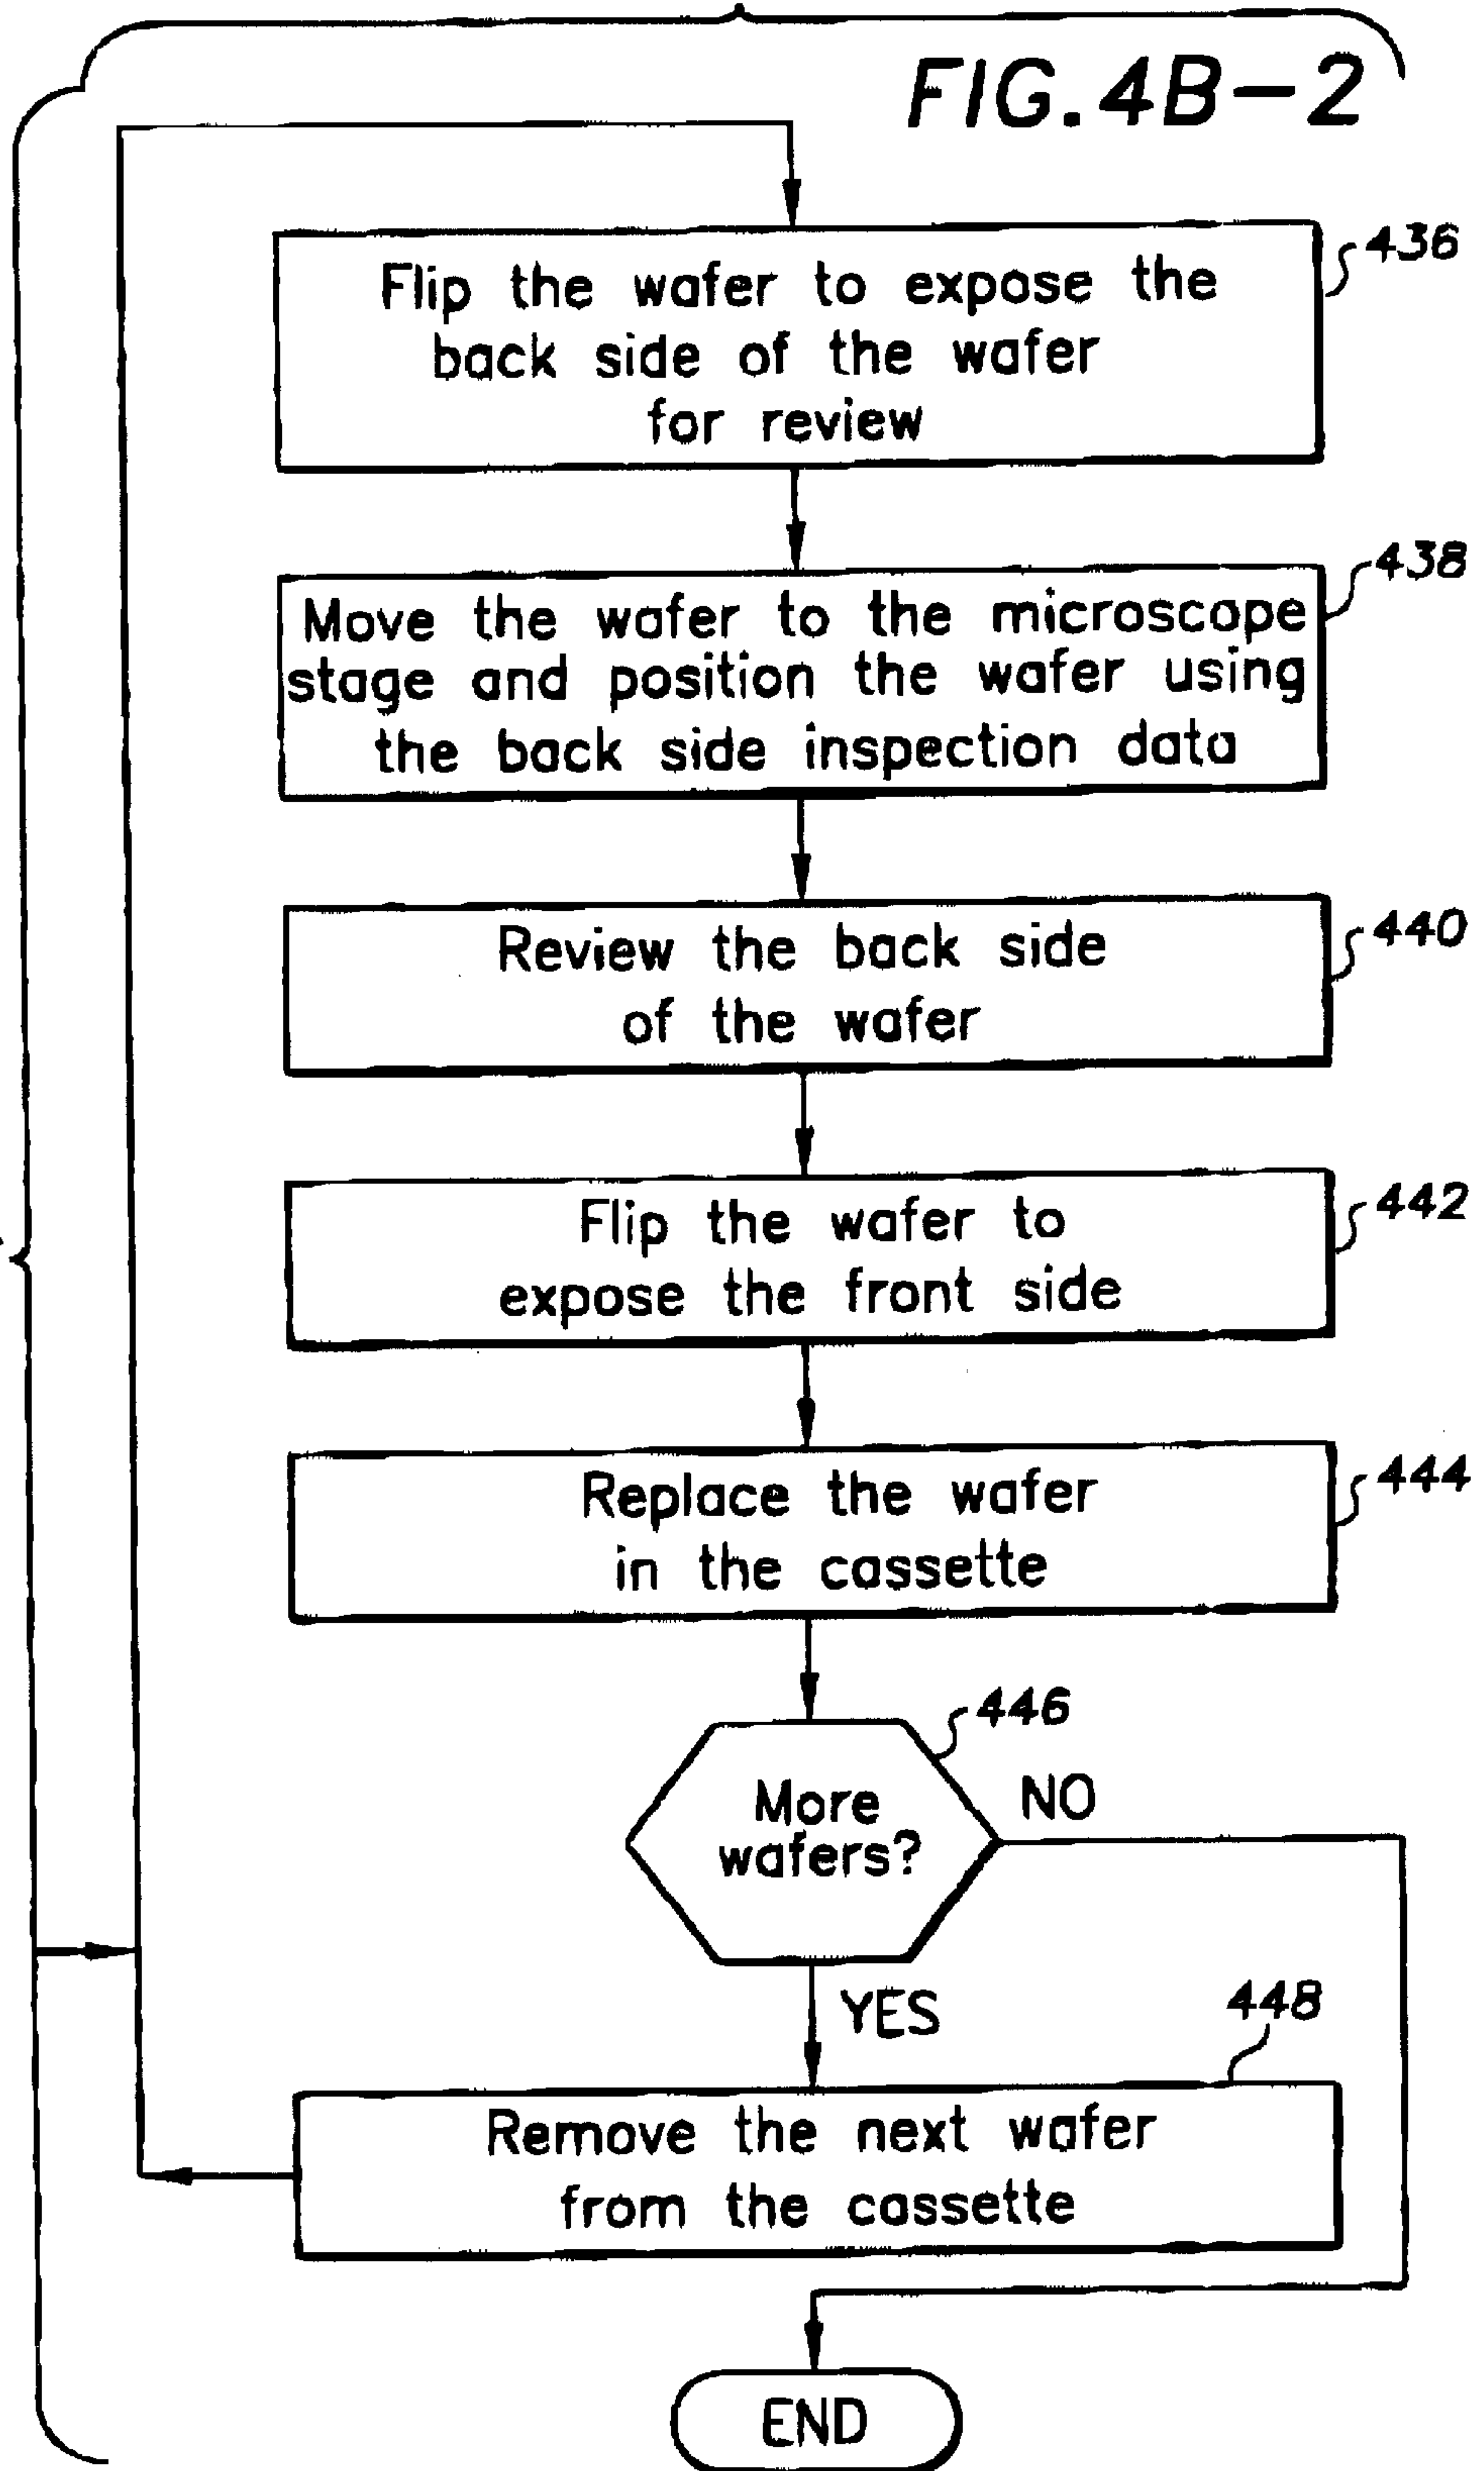 FIG. 4B-2
436
Flip the wafer to expose the
back side of the wafer
for review
438
Move the wafer to the microscope
stage and position the wafer using
the back side inspection data
440
Review the back side
of the wafer
442
Flip the wafer to
expose the front side
444
Replace the wafer
in the cassette
446
More
wafers?
NO
YES
448
Remove the next wafer
from the cassette
END